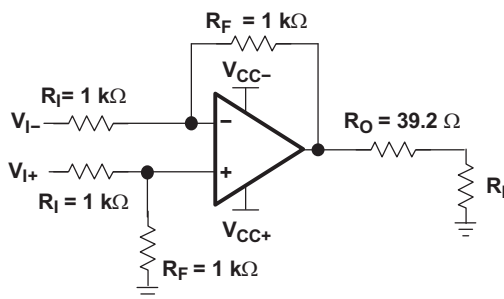 R_F = 1 kΩ
V_CC−
R_I = 1 kΩ
V_I−
−
R_O = 39.2 Ω
V_I+
+
R_I = 1 kΩ
V_CC+
R_F = 1 kΩ